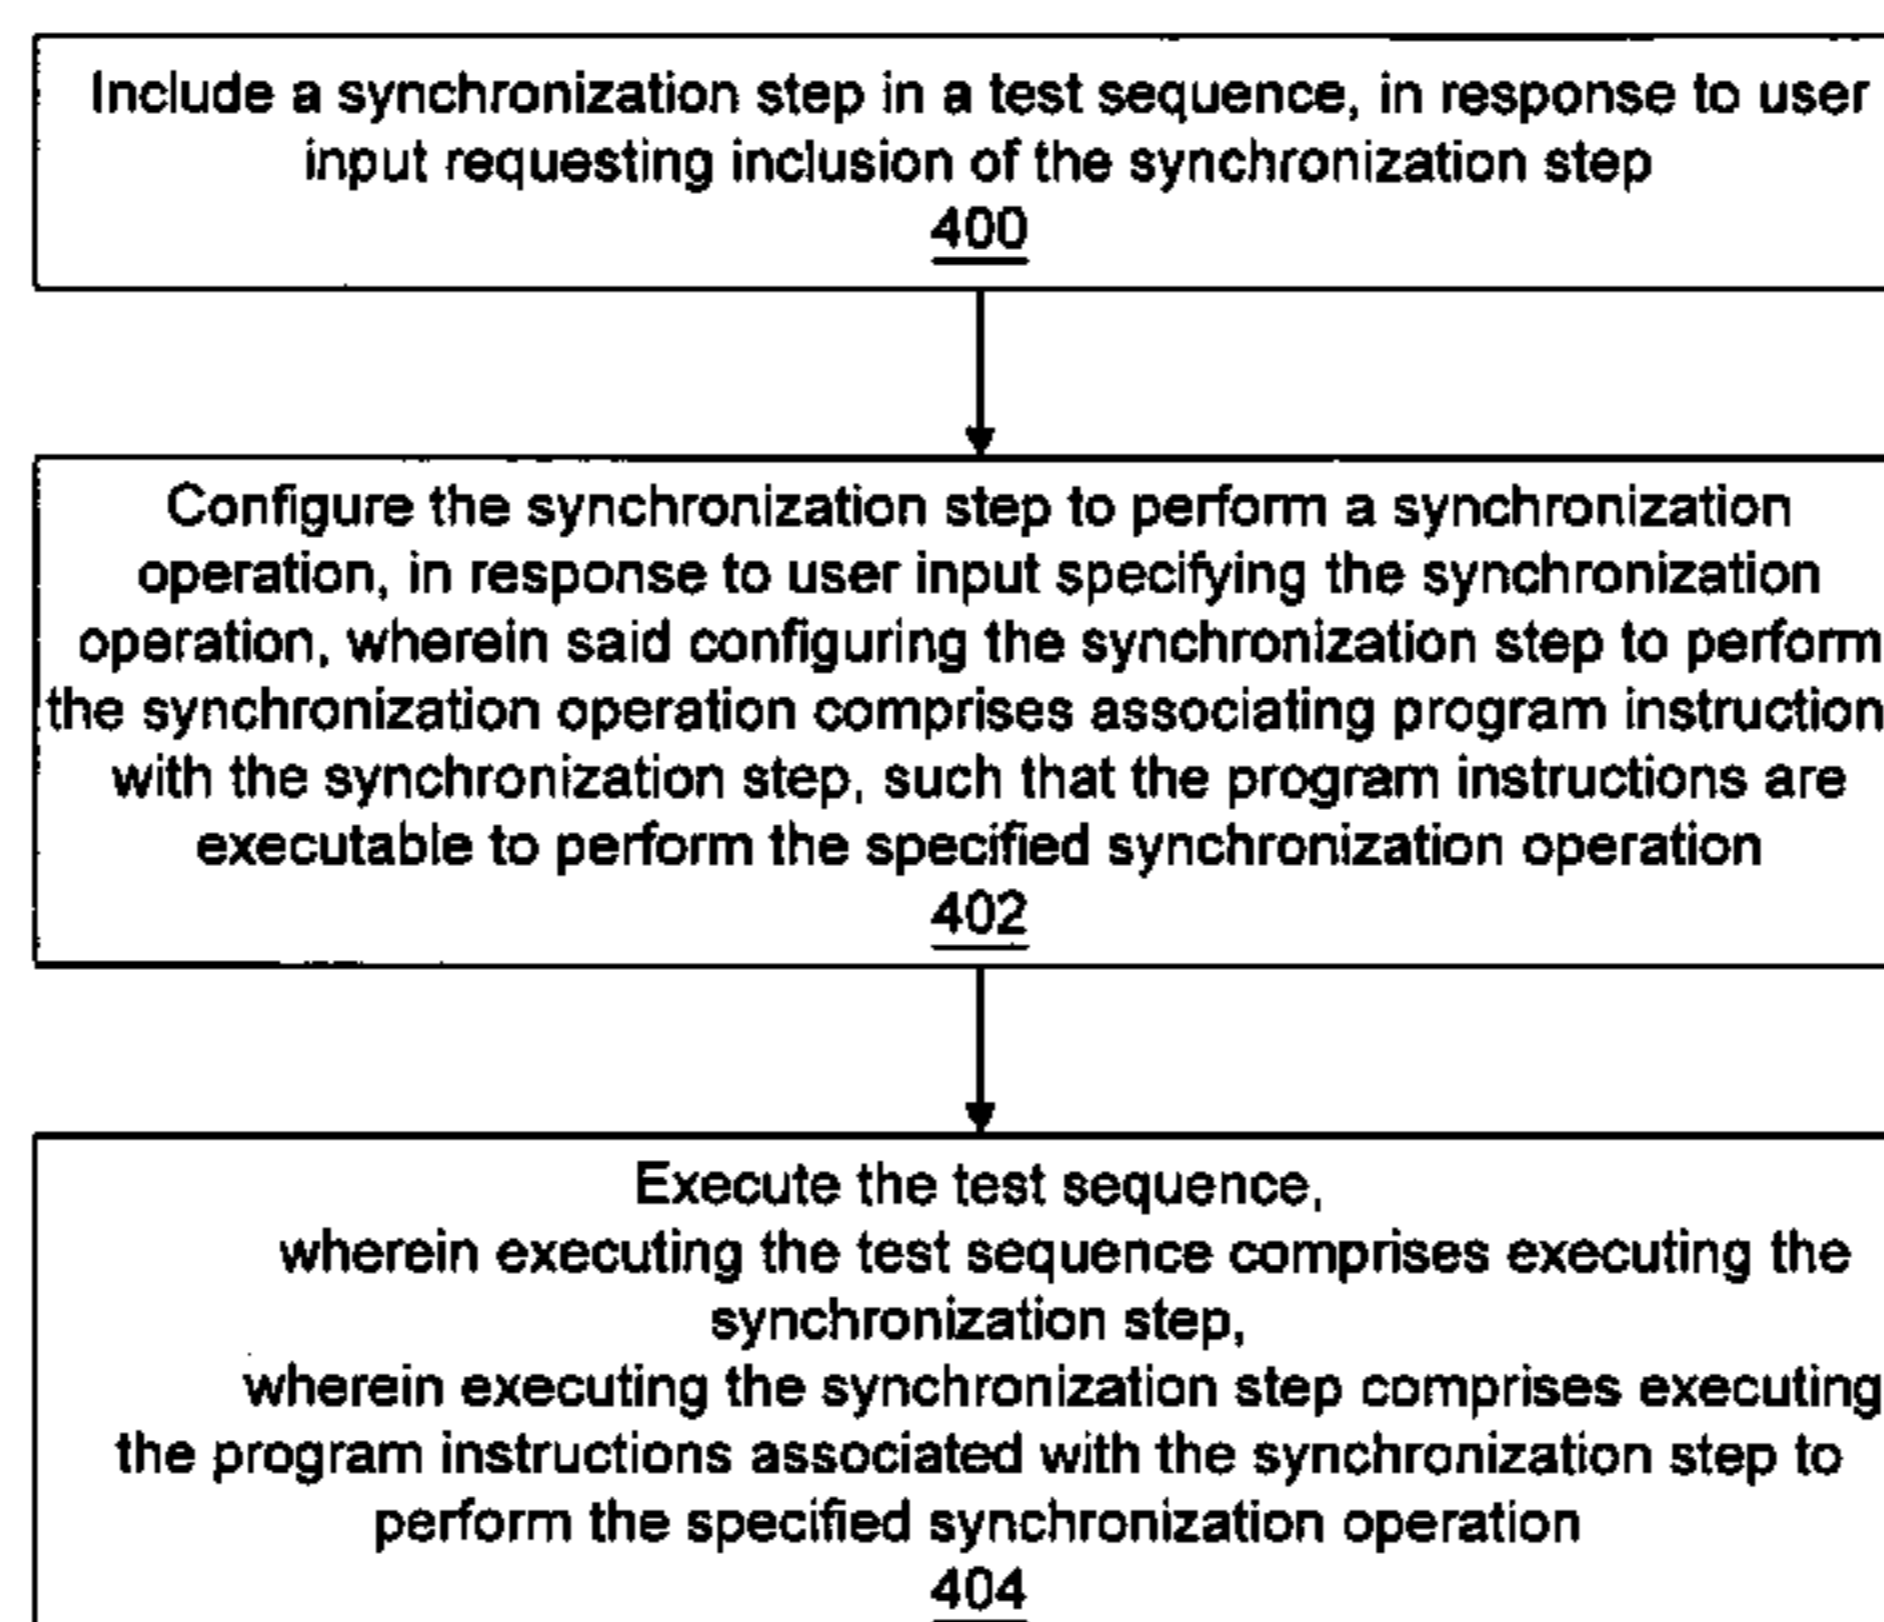 Include a synchronization step in a test sequence, in response to user
input requesting inclusion of the synchronization step
400
Configure the synchronization step to perform a synchronization
operation, in response to user input specifying the synchronization
operation, wherein said configuring the synchronization step to perform
the synchronization operation comprises associating program instruction
with the synchronization step, such that the program instructions are
executable to perform the specified synchronization operation
402
Execute the test sequence,
wherein executing the test sequence comprises executing the
synchronization step,
wherein executing the synchronization step comprises executing
the program instructions associated with the synchronization step to
perform the specified synchronization operation
404